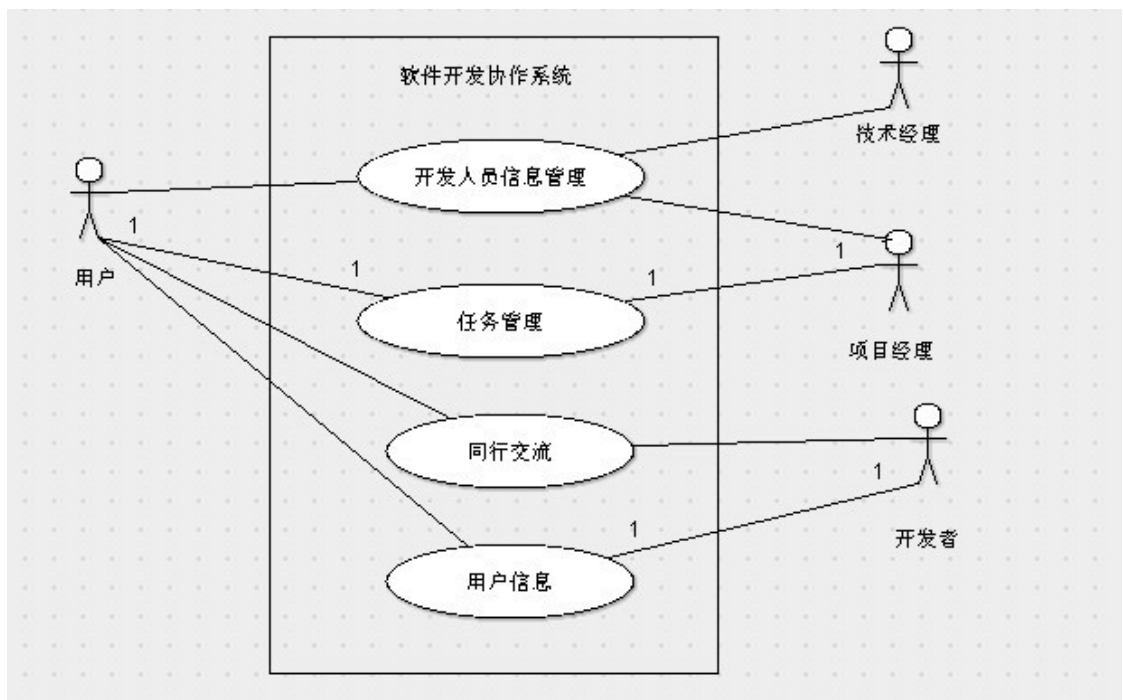 软件开发协作系统
技术经理
开发人员信息管理
1
用户
1
1
1
任务管理
项目经理
同行交流
1
1
开发者
用户信息